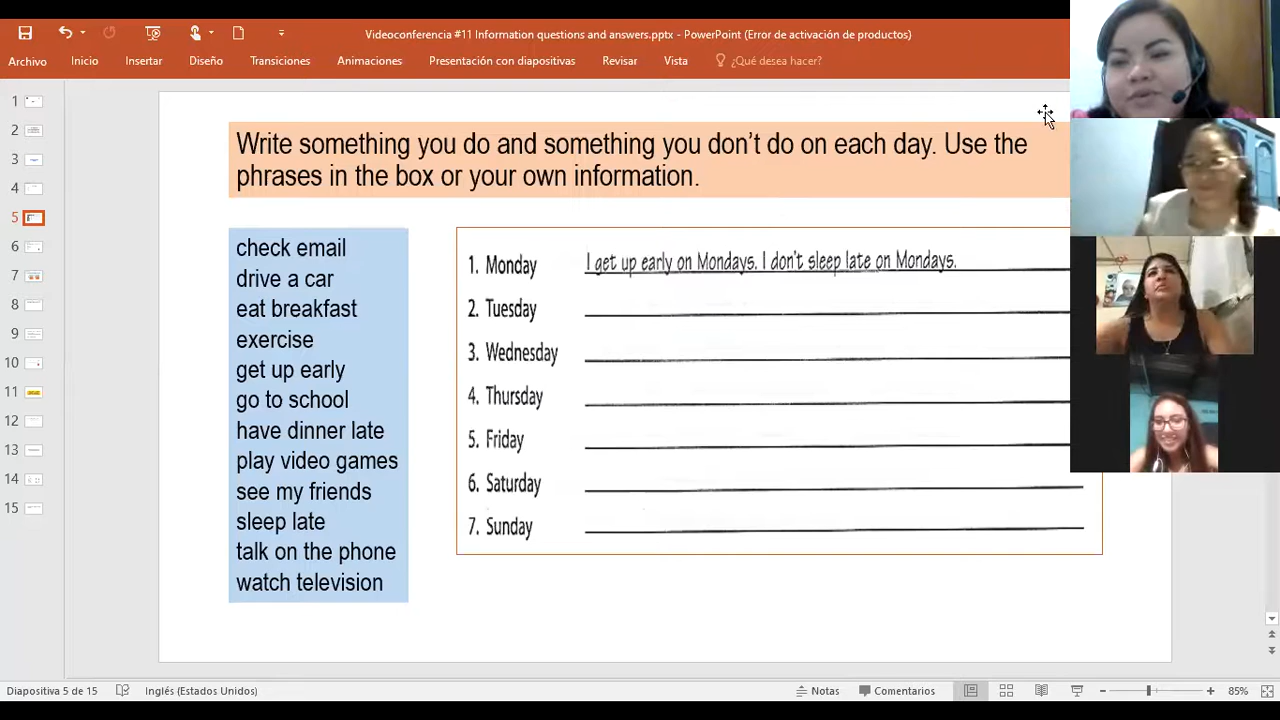 Videoconferencia #11 Information questions and answers.pptx - PowerPoint (Error de activación de productos)
Archivo Inicio Insertar Diseño Transiciones Animaciones Presentación con diapositivas Revisar Vista ¿Qué desea hacer?
1
2
3
4
5
6
7
8
9
10
11
12
13
14
15
Write something you do and something you don't do on each day. Use the
phrases in the box or your own information.
check email
drive a car
eat breakfast
exercise
get up early
go to school
have dinner late
play video games
see my friends
sleep late
talk on the phone
watch television
1. Monday I get up early on Mondays. I don't sleep late on Mondays.
2. Tuesday
3. Wednesday
4. Thursday
5. Friday
6. Saturday
7. Sunday
Diapositiva 5 de 15 Inglés (Estados Unidos) Notas Comentarios 85%